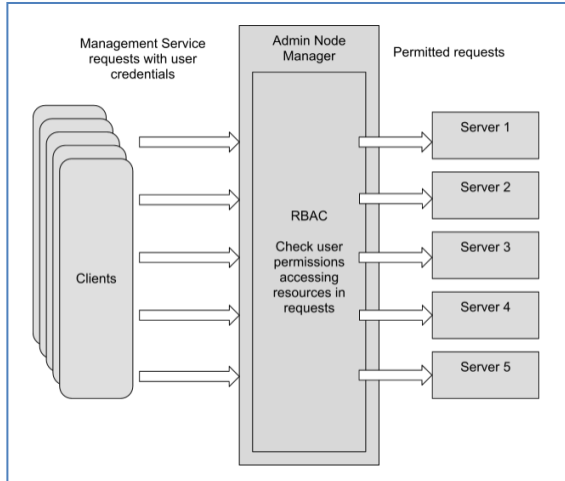 Management Service
requests with user
credentials
Admin Node
Manager
Permitted requests
Clients
RBAC
Check user
permissions
accessing
resources in
requests
Server 1
Server 2
Server 3
Server 4
Server 5